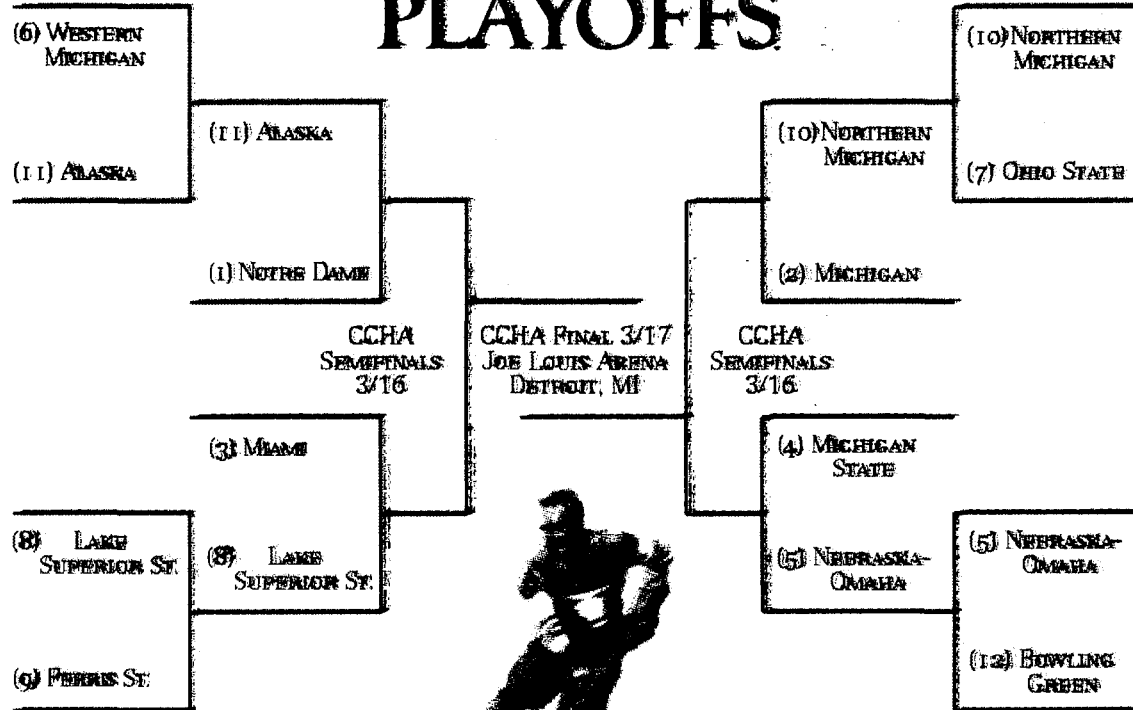 PLAYOFFS
(6) WESTERN
MICHIGAN
(11) ALASKA
(11) ALASKA
(1) NOTRE DAME
CCHA
SEMIFINALS
3/16
(3) MIAMI
(8) LAKE
SUPERIOR ST.
(8) LAKE
SUPERIOR ST.
(9) FERRIS ST.
CCHA FINAL 3/17
JOE LOUIS ARENA
DETROIT, MI
(10) NORTHERN
MICHIGAN
(7) OHIO STATE
(10) NORTHERN
MICHIGAN
(2) MICHIGAN
CCHA
SEMIFINALS
3/16
(4) MICHIGAN
STATE
(5) NEBRASKA-
OMAHA
(5) NEBRASKA-
OMAHA
(12) BOWLING
GREEN